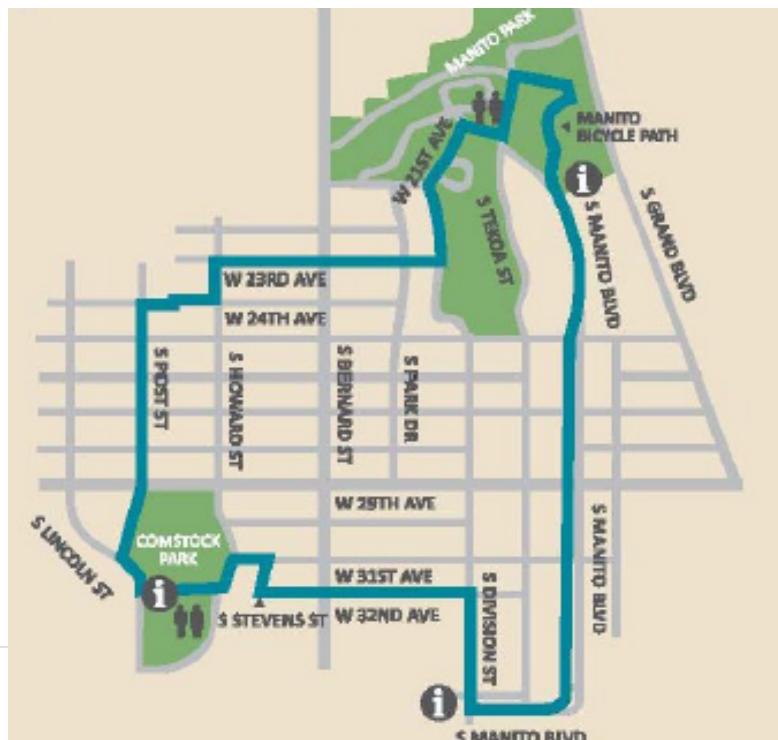 MANITO PARK
MANITO
BICYCLE PATH
W 21ST AVE
S TEKOA ST
S MANITO BLVD
S GRAND BLVD
W 23RD AVE
W 24TH AVE
S POST ST
S HOWARD ST
S BERNARD ST
S PARK DR
W 29TH AVE
S LINCOLN ST
COMSTOCK
PARK
W 31ST AVE
S STEVENS ST
W 32ND AVE
S DIVISION ST
S MANITO BLVD
i
i
i
S MANITO BLVD